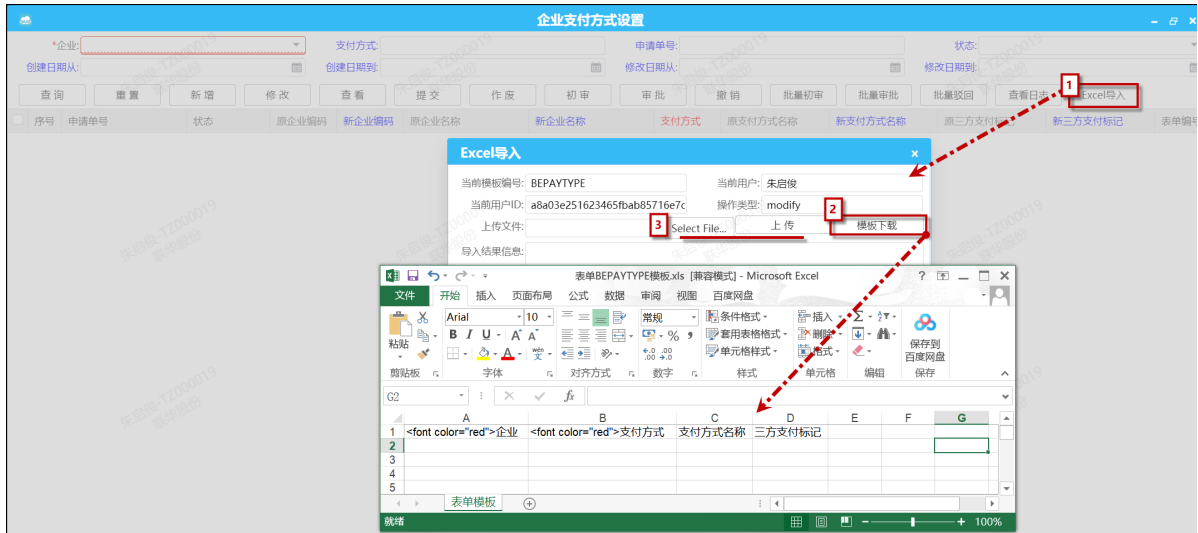 企业支付方式设置
*企业: 支付方式: 申请单号: 状态:
创建日期从: 创建日期到: 修改日期从: 修改日期到:
查询 重置 新增 修改 查看 提交 作废 初审 审批 撤销 批量初审 批量审批 批量驳回 查看日志 Excel导入
1
序号 申请单号 状态 原企业编码 新企业编码 原企业名称 新企业名称 支付方式 原支付方式名称 新支付方式名称 原三方支付标记 新三方支付标记 表单编号
Excel导入
当前模板编号: BEPAYTYPE 当前用户: 朱启俊
当前用户ID: a8a03e251623465fbab85716e7c 操作类型: modify
2
上传文件: 3 Select File... 上传 模板下载
导入结果信息:
表单BEPAYTYPE模板.xls [兼容模式] - Microsoft Excel
文件 开始 插入 页面布局 公式 数据 审阅 视图 百度网盘
Arial 10 常规 条件格式 插入
粘贴 B I U A A % 套用表格格式 删除 保存到
单元格样式 格式 百度网盘
剪贴板 字体 对齐方式 数字 样式 单元格 编辑 保存
G2 fx
A B C D E F G
1 <font color="red">企业 <font color="red">支付方式 支付方式名称 三方支付标记
2
3
4
5
表单模板
就绪 100%
朱启俊-TZ000019
联华股份